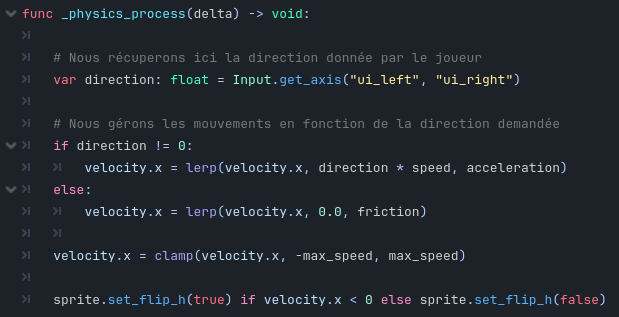 func _physics_process(delta) -> void:
# Nous récuperons ici la direction donnée par le joueur
var direction: float = Input.get_axis("ui_left", "ui_right")
# Nous gérons les mouvements en fonction de la direction demandée
if direction != 0:
velocity.x = lerp(velocity.x, direction * speed, acceleration)
else:
velocity.x = lerp(velocity.x, 0.0, friction)
velocity.x = clamp(velocity.x, -max_speed, max_speed)
sprite.set_flip_h(true) if velocity.x < 0 else sprite.set_flip_h(false)